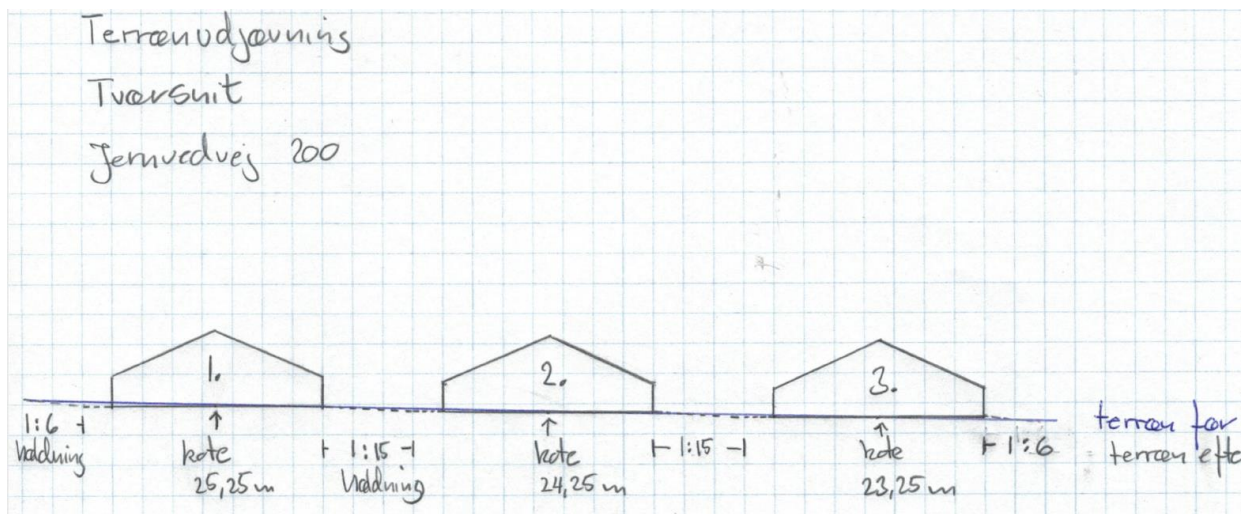 Terrænudjævning
Tværsnit
Jernvedvej 200
1.
2.
3.
1:6
hældning
kote
25,25 m
1:15
hældning
kote
24,25 m
1:15
kote
23,25 m
1:6
terræn før
terræn efte